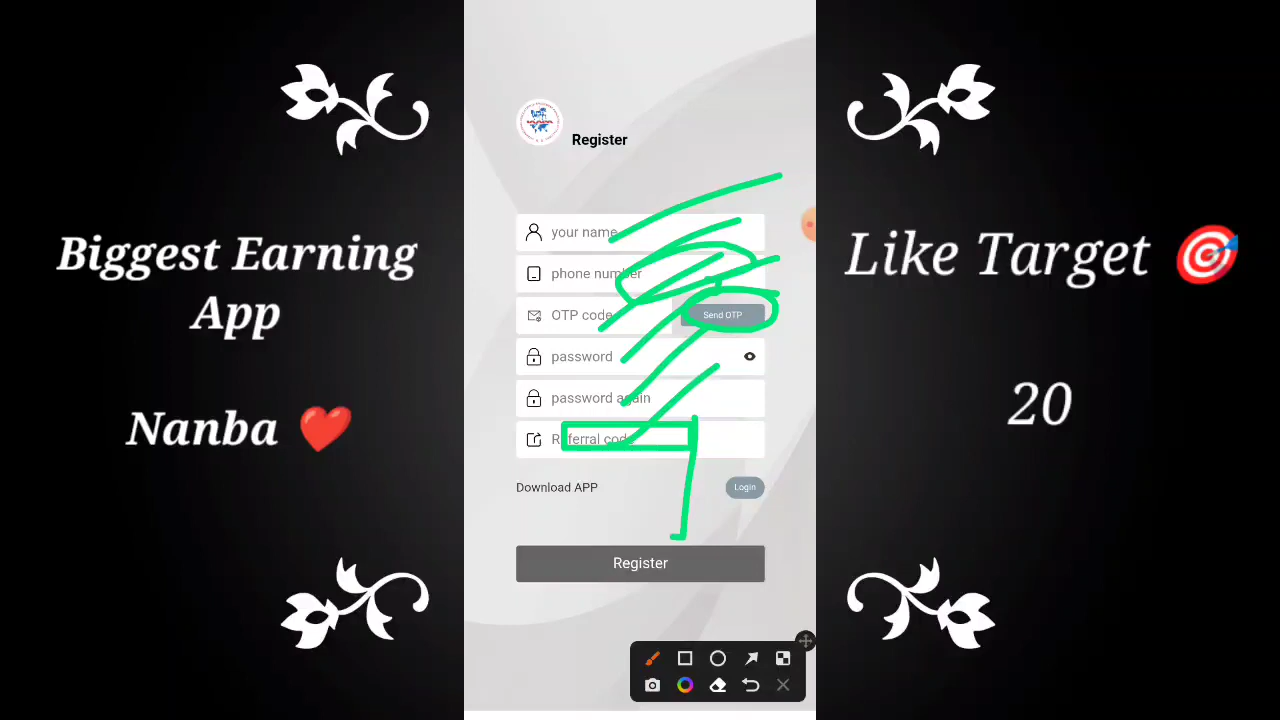 Biggest Earning
App
Nanba ❤️
Register
your name
phone number
OTP code
Send OTP
password
password again
Referral code
Download APP
Login
Register
Like Target 🎯
20